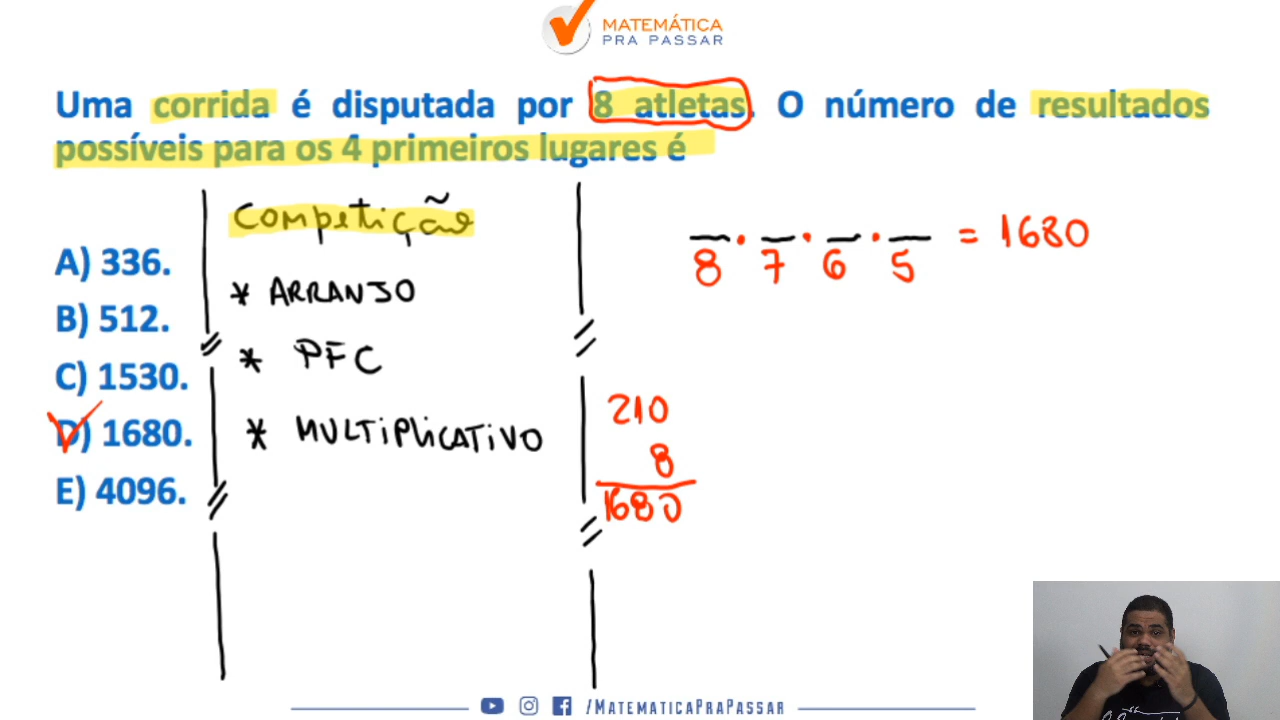 MATEMÁTICA
PRA PASSAR
Uma corrida é disputada por 8 atletas. O número de resultados
possíveis para os 4 primeiros lugares é
A) 336.
B) 512.
C) 1530.
D) 1680.
E) 4096.
Competição
* ARRANJO
* PFC
* MULTIPLICATIVO
8 . 7 . 6 . 5 = 1680
210
8
1680
/MATEMATICAPRAPASSAR